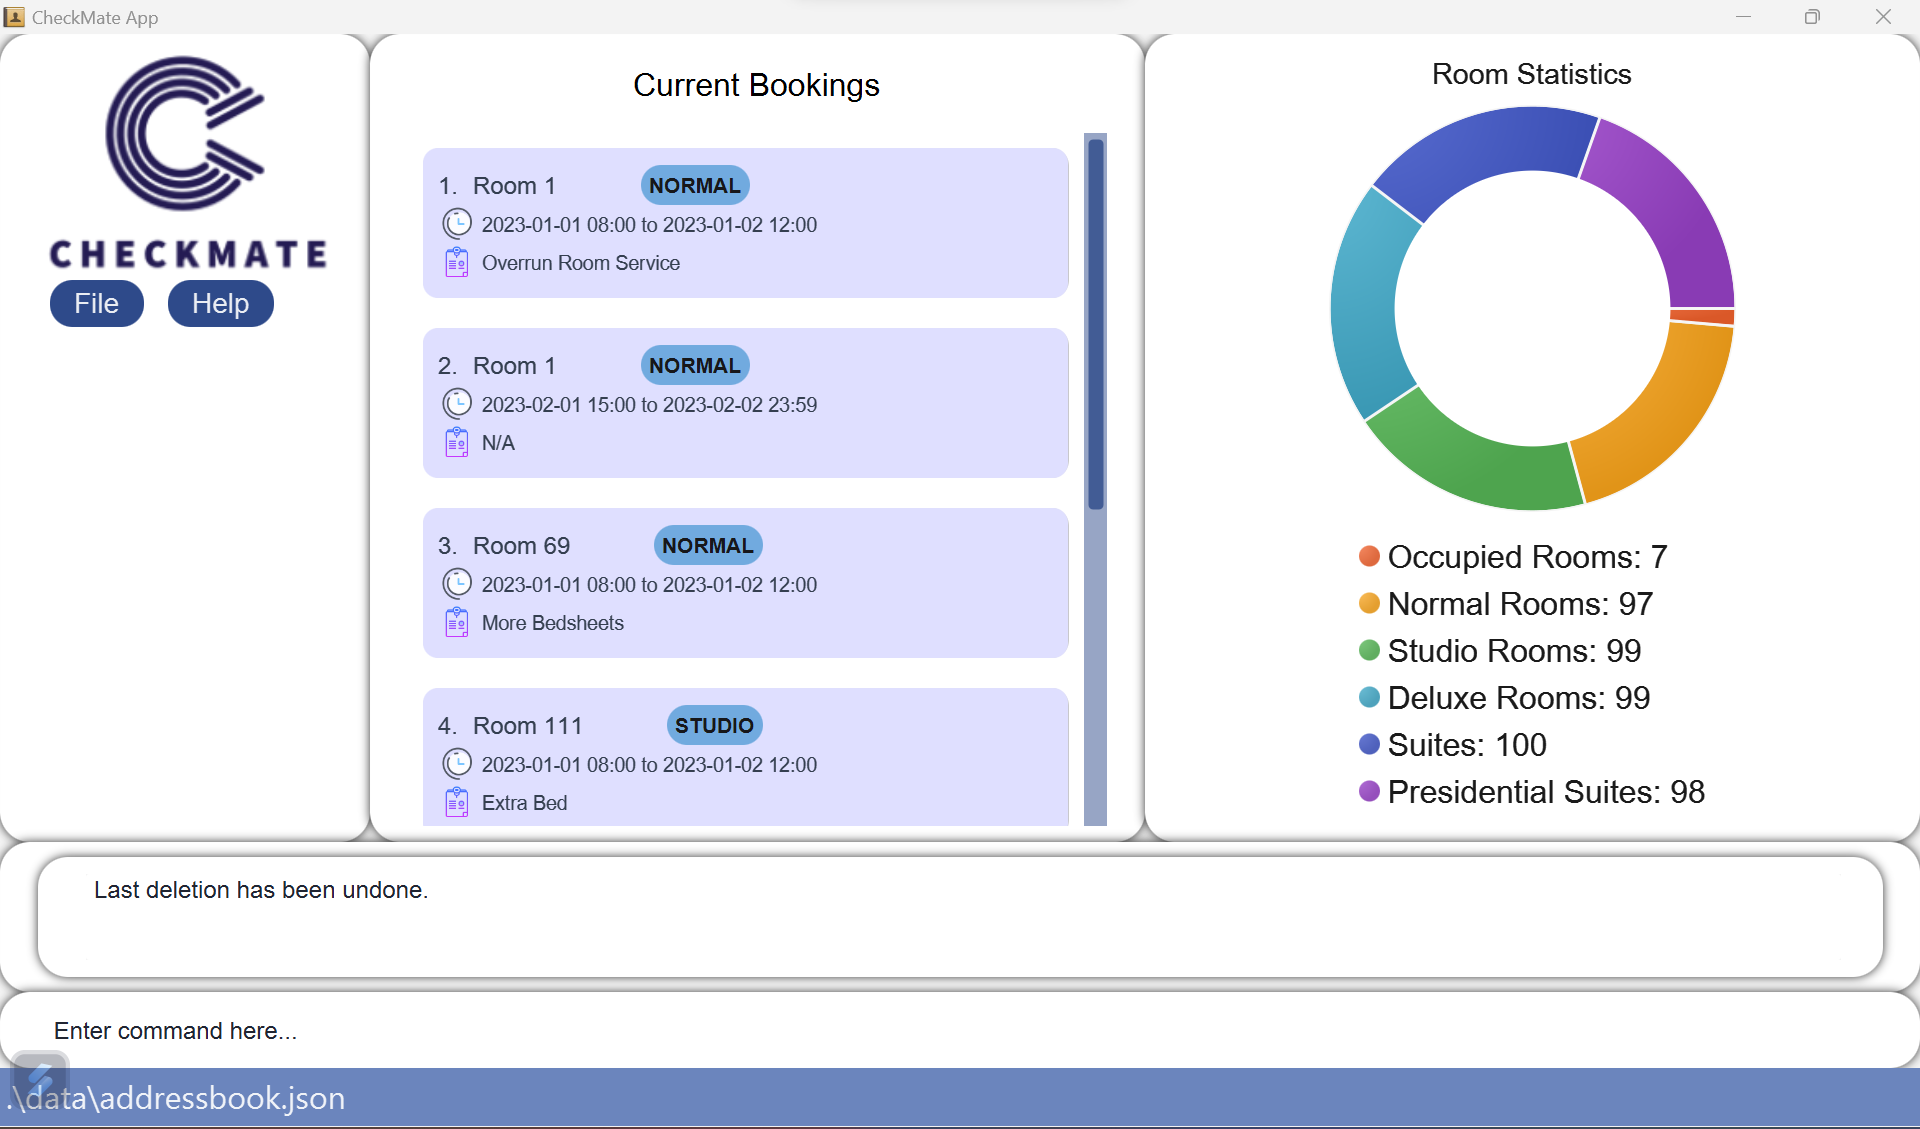 CheckMate App
CHECKMATE
File
Help
Current Bookings
1. Room 1 NORMAL
2023-01-01 08:00 to 2023-01-02 12:00
Overrun Room Service
2. Room 1 NORMAL
2023-02-01 15:00 to 2023-02-02 23:59
N/A
3. Room 69 NORMAL
2023-01-01 08:00 to 2023-01-02 12:00
More Bedsheets
4. Room 111 STUDIO
2023-01-01 08:00 to 2023-01-02 12:00
Extra Bed
Room Statistics
Occupied Rooms: 7
Normal Rooms: 97
Studio Rooms: 99
Deluxe Rooms: 99
Suites: 100
Presidential Suites: 98
Last deletion has been undone.
Enter command here...
.\data\addressbook.json